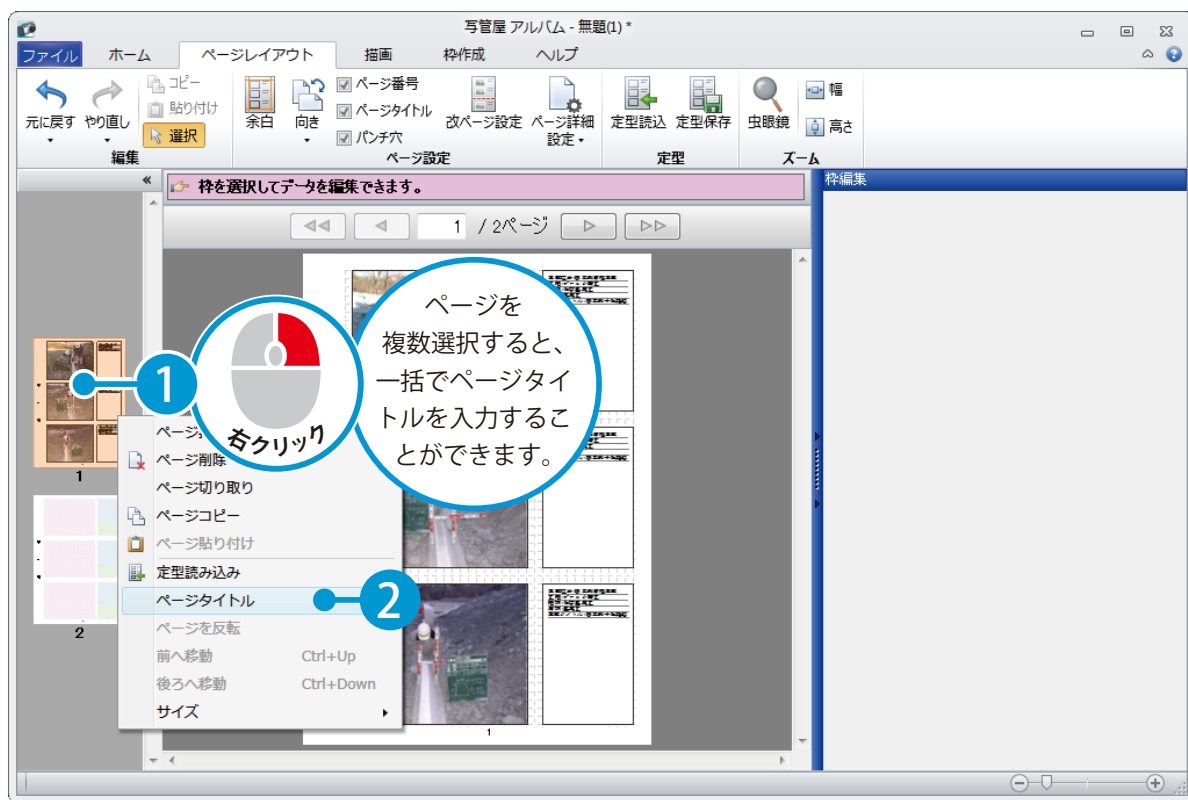 写管屋 アルバム - 無題(1) *
ファイル ホーム ページレイアウト 描画 枠作成 ヘルプ
元に戻す やり直し コピー 貼り付け 選択
編集
余白 向き ページ番号 ページタイトル パンチ穴 改ページ設定 ページ詳細設定
ページ設定
定型読込 定型保存
定型
虫眼鏡 幅 高さ
ズーム
枠を選択してデータを編集できます。
枠編集
1 / 2ページ
ページを
複数選択すると、
一括でページタイ
トルを入力するこ
とができます。
1
右クリック
1
2
ページ
ページ削除
ページ切り取り
ページコピー
ページ貼り付け
定型読み込み
ページタイトル
2
ページを反転
前へ移動 Ctrl+Up
後ろへ移動 Ctrl+Down
サイズ
1